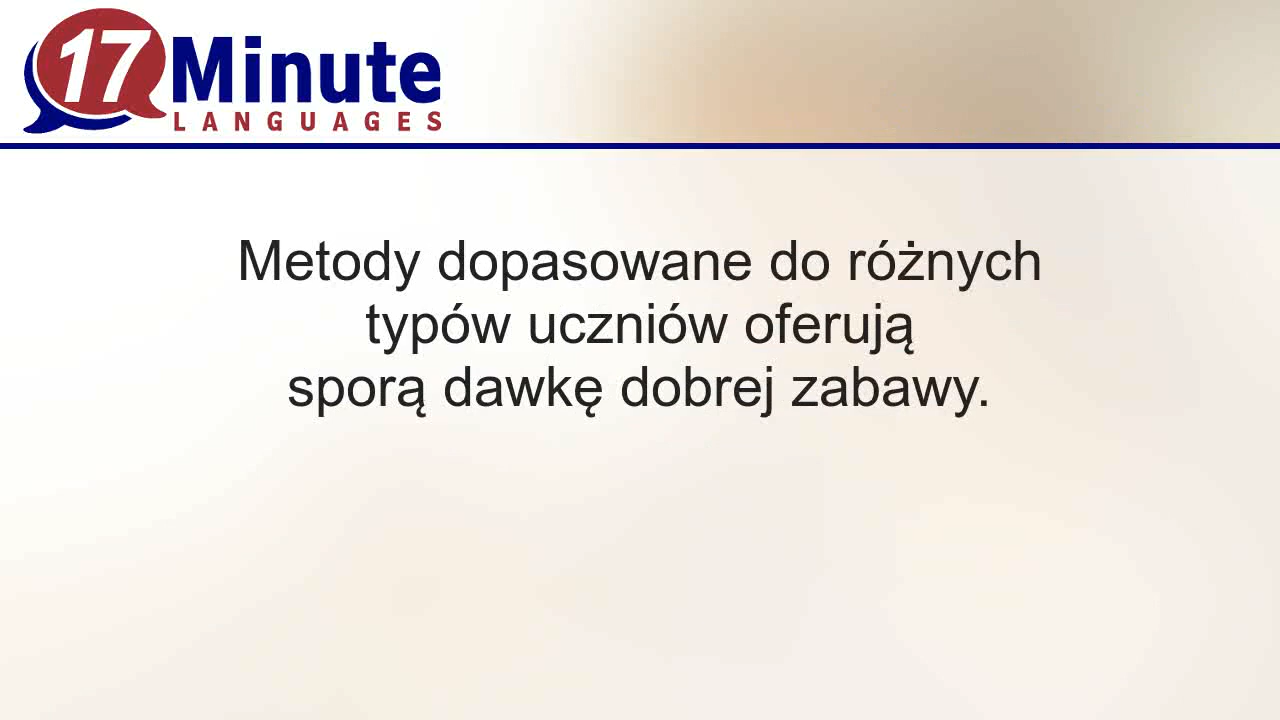 17 Minute
LANGUAGES
Metody dopasowane do różnych
typów uczniów oferują
sporą dawkę dobrej zabawy.